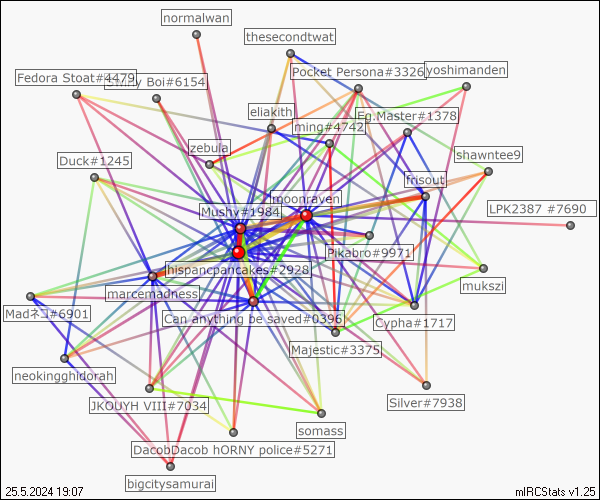 normalwan
thesecondtwat
Pocket Persona#3326
yoshimanden
Fedora Stoat#4479
Boi#6154
eliakith
Eg.Master#1378
ming#4742
zebula
shawntee9
Duck#1245
frisout
moonraven
Mushy#1984
LPK2387 #7690
Pikabro#9971
hispancpancakes#2928
mukszi
marcemadness
Madネコ#6901
Can anything be saved#0396
Cypha#1717
Majestic#3375
neokingghidorah
JKOUYH VIII#7034
Silver#7938
somass
DacobDacob hORNY police#5271
bigcitysamurai
25.5.2024 19:07
mIRCStats v1.25